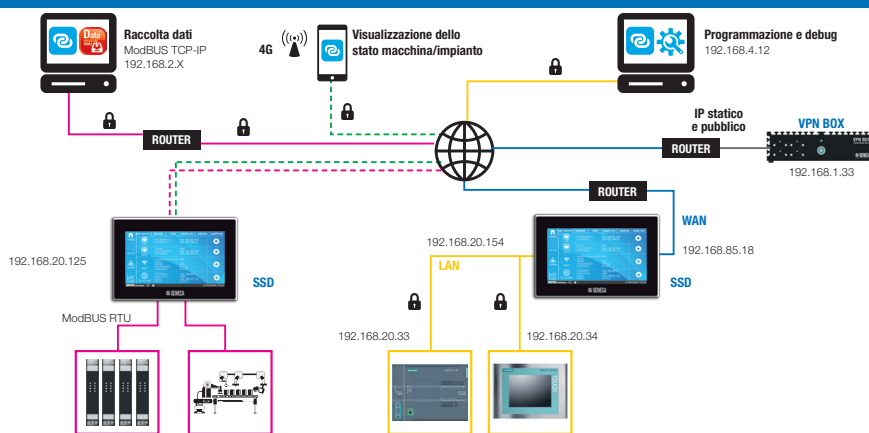 Raccolta dati
ModBUS TCP-IP
192.168.2.X
Data
4G
Visualizzazione dello
stato macchina/impianto
Programmazione e debug
192.168.4.12
ROUTER
IP statico
e pubblico
VPN BOX
ROUTER
192.168.1.33
ROUTER
WAN
192.168.20.154
192.168.85.18
LAN
SSD
192.168.20.125
SSD
SENECA
SENECA
ModBUS RTU
192.168.20.33
192.168.20.34